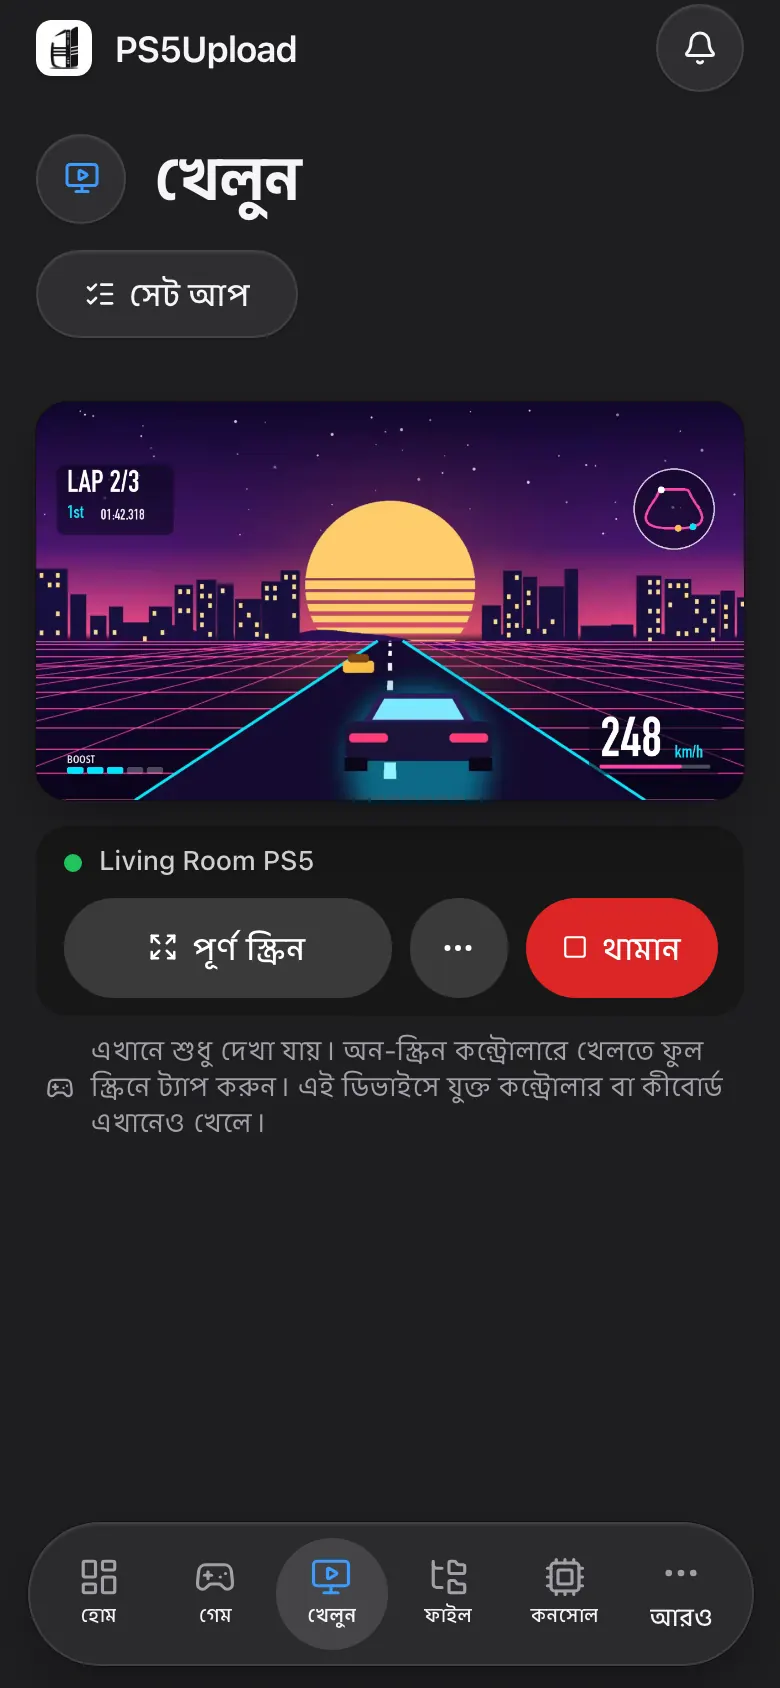 PS5Upload
খেলুন
সেট আপ
LAP 2/3
1st 01:42.318
BOOST
248 km/h
Living Room PS5
পূর্ণ স্ক্রিন
থামান
এখানে শুধু দেখা যায়। অন-স্ক্রিন কন্ট্রোলারে খেলতে ফুল
স্ক্রিনে ট্যাপ করুন। এই ডিভাইসে যুক্ত কন্ট্রোলার বা কীবোর্ড
এখানেও খেলে।
হোম
গেম
খেলুন
ফাইল
কনসোল
আরও